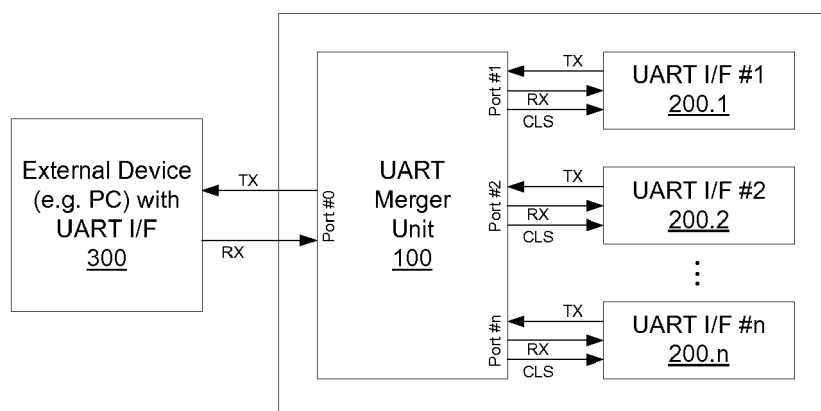 External Device
(e.g. PC) with
UART I/F
300
TX
RX
Port #0
UART
Merger
Unit
100
Port #1
TX
RX
CLS
UART I/F #1
200.1
Port #2
TX
RX
CLS
UART I/F #2
200.2
Port #n
TX
RX
CLS
UART I/F #n
200.n